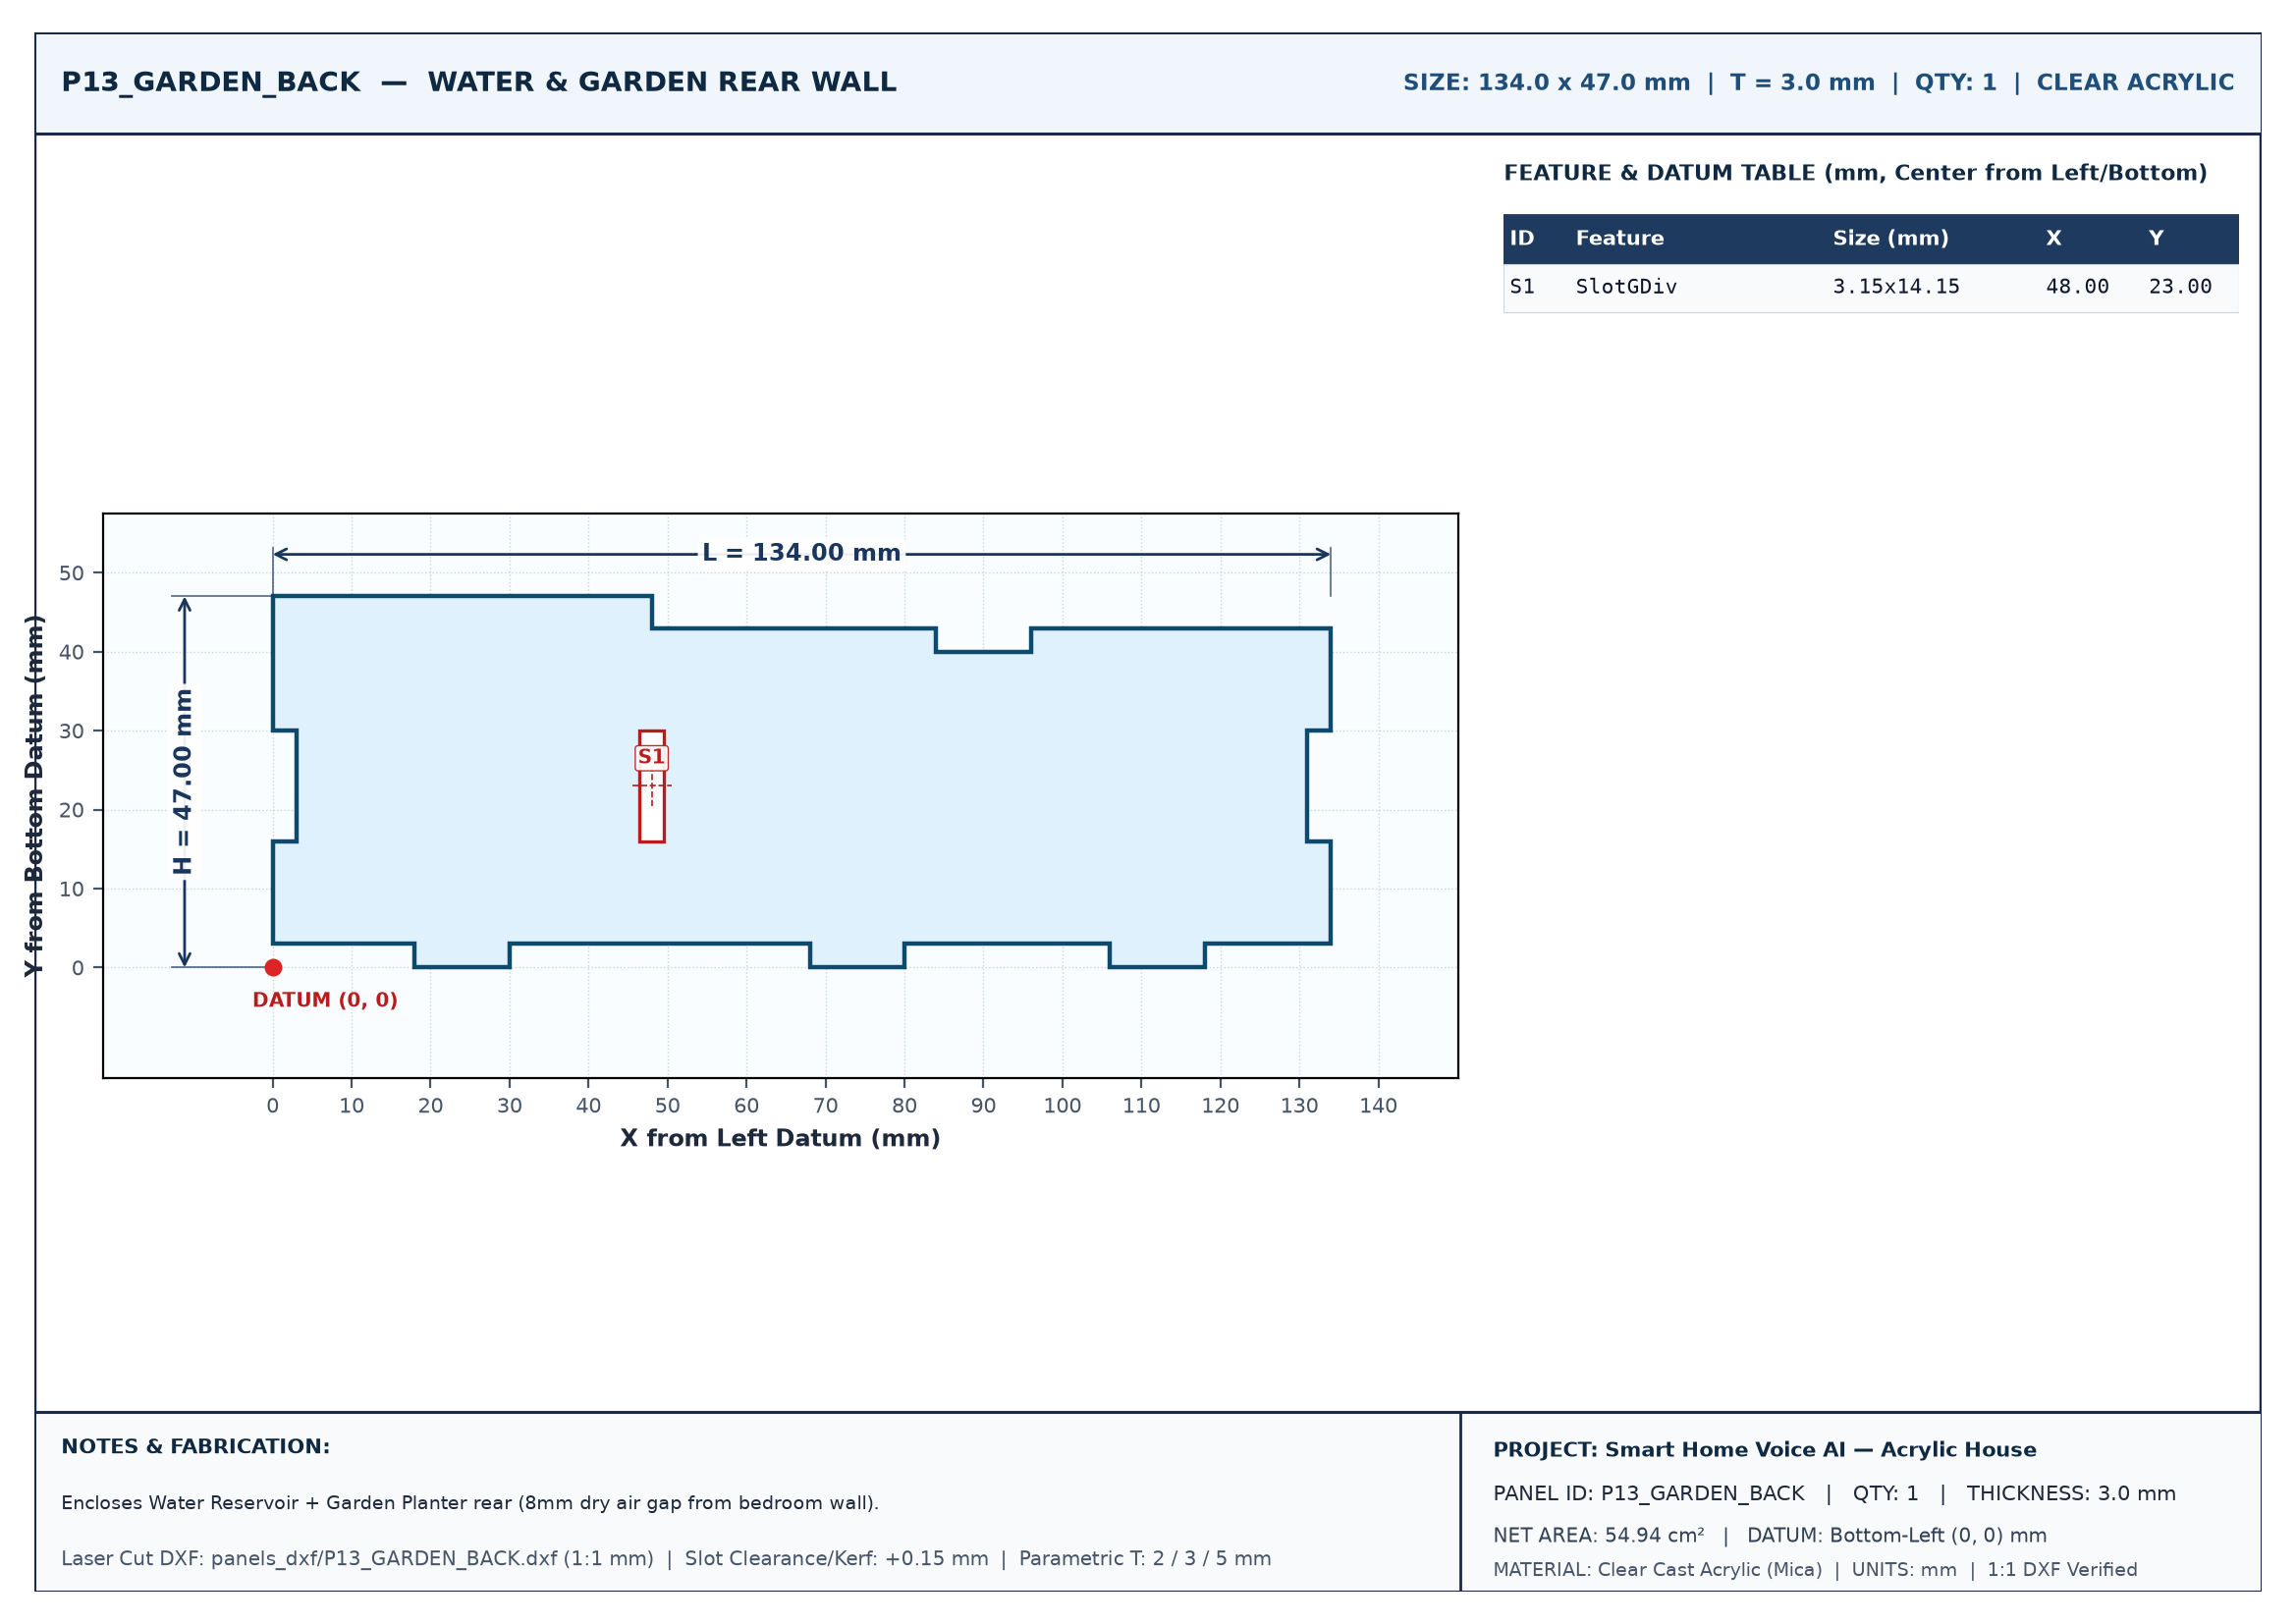 P13_GARDEN_BACK — WATER & GARDEN REAR WALL
SIZE: 134.0 x 47.0 mm | T = 3.0 mm | QTY: 1 | CLEAR ACRYLIC
FEATURE & DATUM TABLE (mm, Center from Left/Bottom)
ID Feature Size (mm) X Y
S1 SlotGDiv 3.15x14.15 48.00 23.00
L = 134.00 mm
H = 47.00 mm
S1
DATUM (0, 0)
Y from Bottom Datum (mm)
50
40
30
20
10
0
0 10 20 30 40 50 60 70 80 90 100 110 120 130 140
X from Left Datum (mm)
NOTES & FABRICATION:
Encloses Water Reservoir + Garden Planter rear (8mm dry air gap from bedroom wall).
Laser Cut DXF: panels_dxf/P13_GARDEN_BACK.dxf (1:1 mm) | Slot Clearance/Kerf: +0.15 mm | Parametric T: 2 / 3 / 5 mm
PROJECT: Smart Home Voice AI — Acrylic House
PANEL ID: P13_GARDEN_BACK | QTY: 1 | THICKNESS: 3.0 mm
NET AREA: 54.94 cm² | DATUM: Bottom-Left (0, 0) mm
MATERIAL: Clear Cast Acrylic (Mica) | UNITS: mm | 1:1 DXF Verified